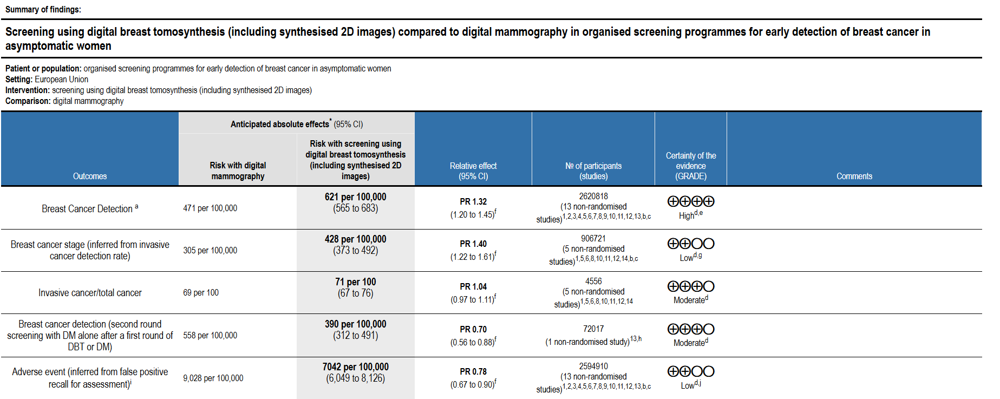 Summary of findings:
Screening using digital breast tomosynthesis (including synthesised 2D images) compared to digital mammography in organised screening programmes for early detection of breast cancer in
asymptomatic women
Patient or population: organised screening programmes for early detection of breast cancer in asymptomatic women
Setting: European Union
Intervention: screening using digital breast tomosynthesis (including synthesised 2D images)
Comparison: digital mammography
Outcomes
Anticipated absolute effects* (95% CI)
Risk with digital
mammography
Risk with screening using
digital breast tomosynthesis
(including synthesised 2D
images)
Relative effect
(95% CI)
№ of participants
(studies)
Certainty of the
evidence
(GRADE)
Comments
Breast Cancer Detection a
471 per 100,000
621 per 100,000
(565 to 683)
PR 1.32
(1.20 to 1.45)f
2620818
(13 non-randomised
studies)1,2,3,4,5,6,7,8,9,10,11,12,13,b,c
⨁⨁⨁⨁
Highd,e
Breast cancer stage (inferred from invasive
cancer detection rate)
305 per 100,000
428 per 100,000
(373 to 492)
PR 1.40
(1.22 to 1.61)f
906721
(5 non-randomised
studies)1,5,6,8,10,11,12,14,b,c
⨁⨁◯◯
Lowd,g
Invasive cancer/total cancer
69 per 100
71 per 100
(67 to 76)
PR 1.04
(0.97 to 1.11)f
4556
(5 non-randomised
studies)1,5,6,8,10,11,12,14
⨁⨁⨁◯
Moderated
Breast cancer detection (second round
screening with DM alone after a first round of
DBT or DM)
558 per 100,000
390 per 100,000
(312 to 491)
PR 0.70
(0.56 to 0.88)f
72017
(1 non-randomised study)13,h
⨁⨁⨁◯
Moderated
Adverse event (inferred from false positive
recall for assessment)i
9,028 per 100,000
7042 per 100,000
(6,049 to 8,126)
PR 0.78
(0.67 to 0.90)f
2594910
(13 non-randomised
studies)1,2,3,4,5,6,7,8,9,10,11,12,13,b,c
⨁⨁◯◯
Lowd,j